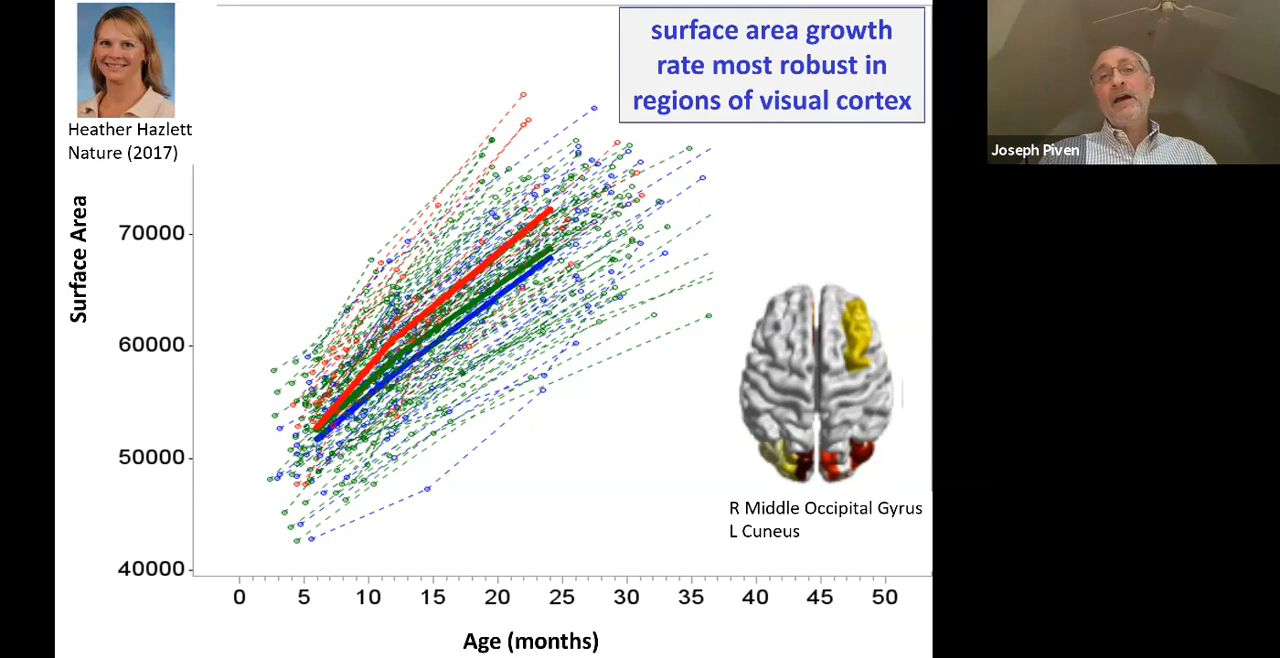 surface area growth
rate most robust in
regions of visual cortex
Heather Hazlett
Nature (2017)
Joseph Piven
Surface Area
70000
60000
50000
40000
0 5 10 15 20 25 30 35 40 45 50
Age (months)
R Middle Occipital Gyrus
L Cuneus